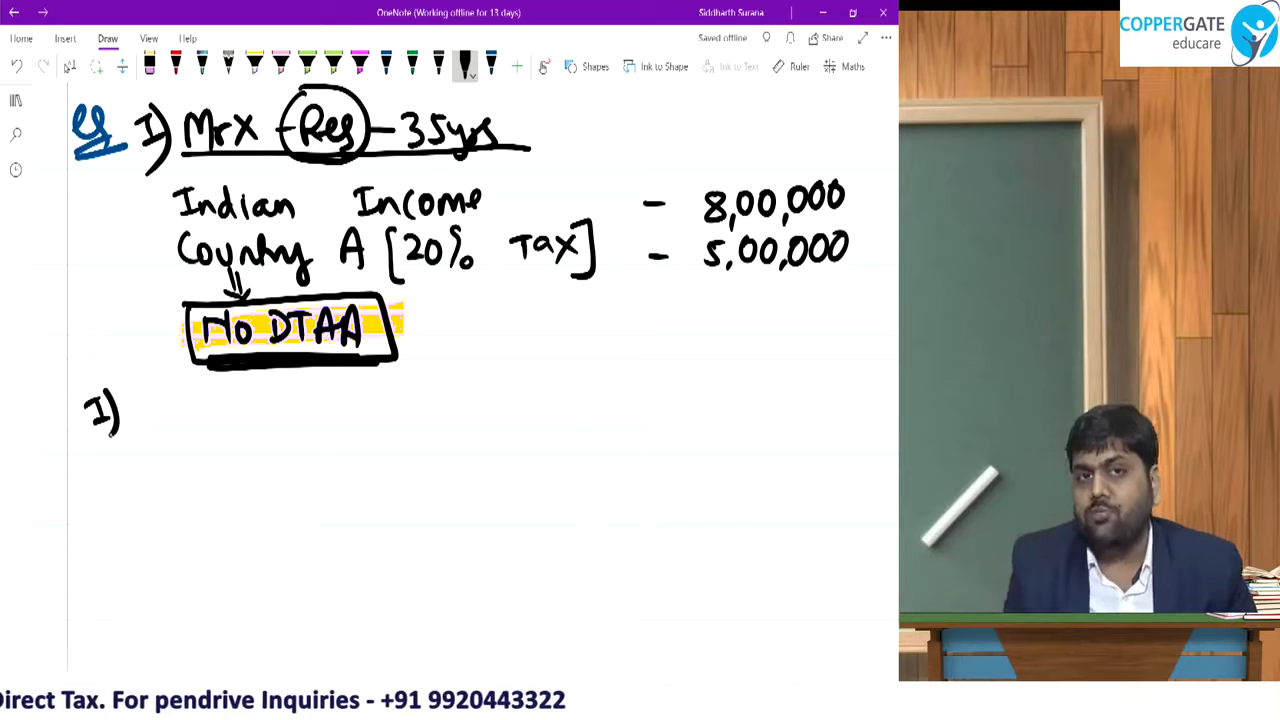 OneNote (Working offline for 13 days)
Siddharth Surana
COPPERGATE
educare
Home Insert Draw View Help
Saved offline
Share
Shapes
Ink to Shape
Ink to Text
Ruler
Maths
Eg I) Mr X - Res - 35yrs
Indian Income - 8,00,000
Country A [20% Tax] - 5,00,000
No DTAA
I)
Direct Tax. For pendrive Inquiries - +91 9920443322